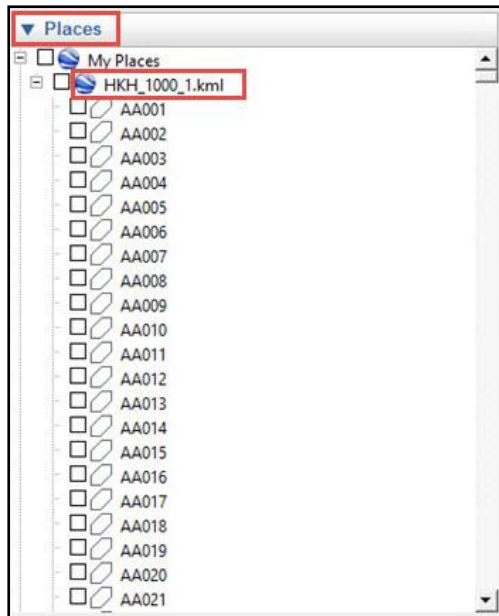 Places
My Places
HKH_1000_1.kml
AA001
AA002
AA003
AA004
AA005
AA006
AA007
AA008
AA009
AA010
AA011
AA012
AA013
AA014
AA015
AA016
AA017
AA018
AA019
AA020
AA021